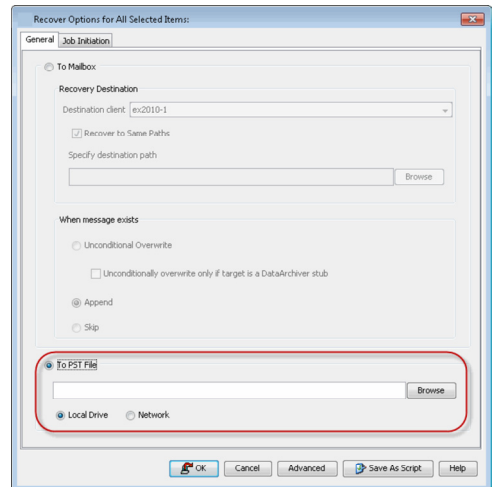 Recover Options for All Selected Items:
General Job Initiation
To Mailbox
Recovery Destination
Destination client ex2010-1
Recover to Same Paths
Specify destination path
Browse
When message exists
Unconditional Overwrite
Unconditionally overwrite only if target is a DataArchiver stub
Append
Skip
To PST File
Browse
Local Drive Network
OK Cancel Advanced Save As Script Help